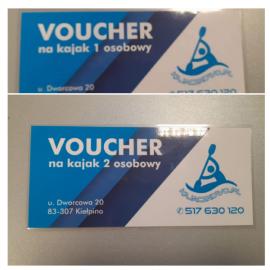 VOUCHER
na kajak 1 osobowy
u. Dworcowa 20
517 630 120
VOUCHER
na kajak 2 osobowy
u. Dworcowa 20
83-307 Kiełpino
517 630 120